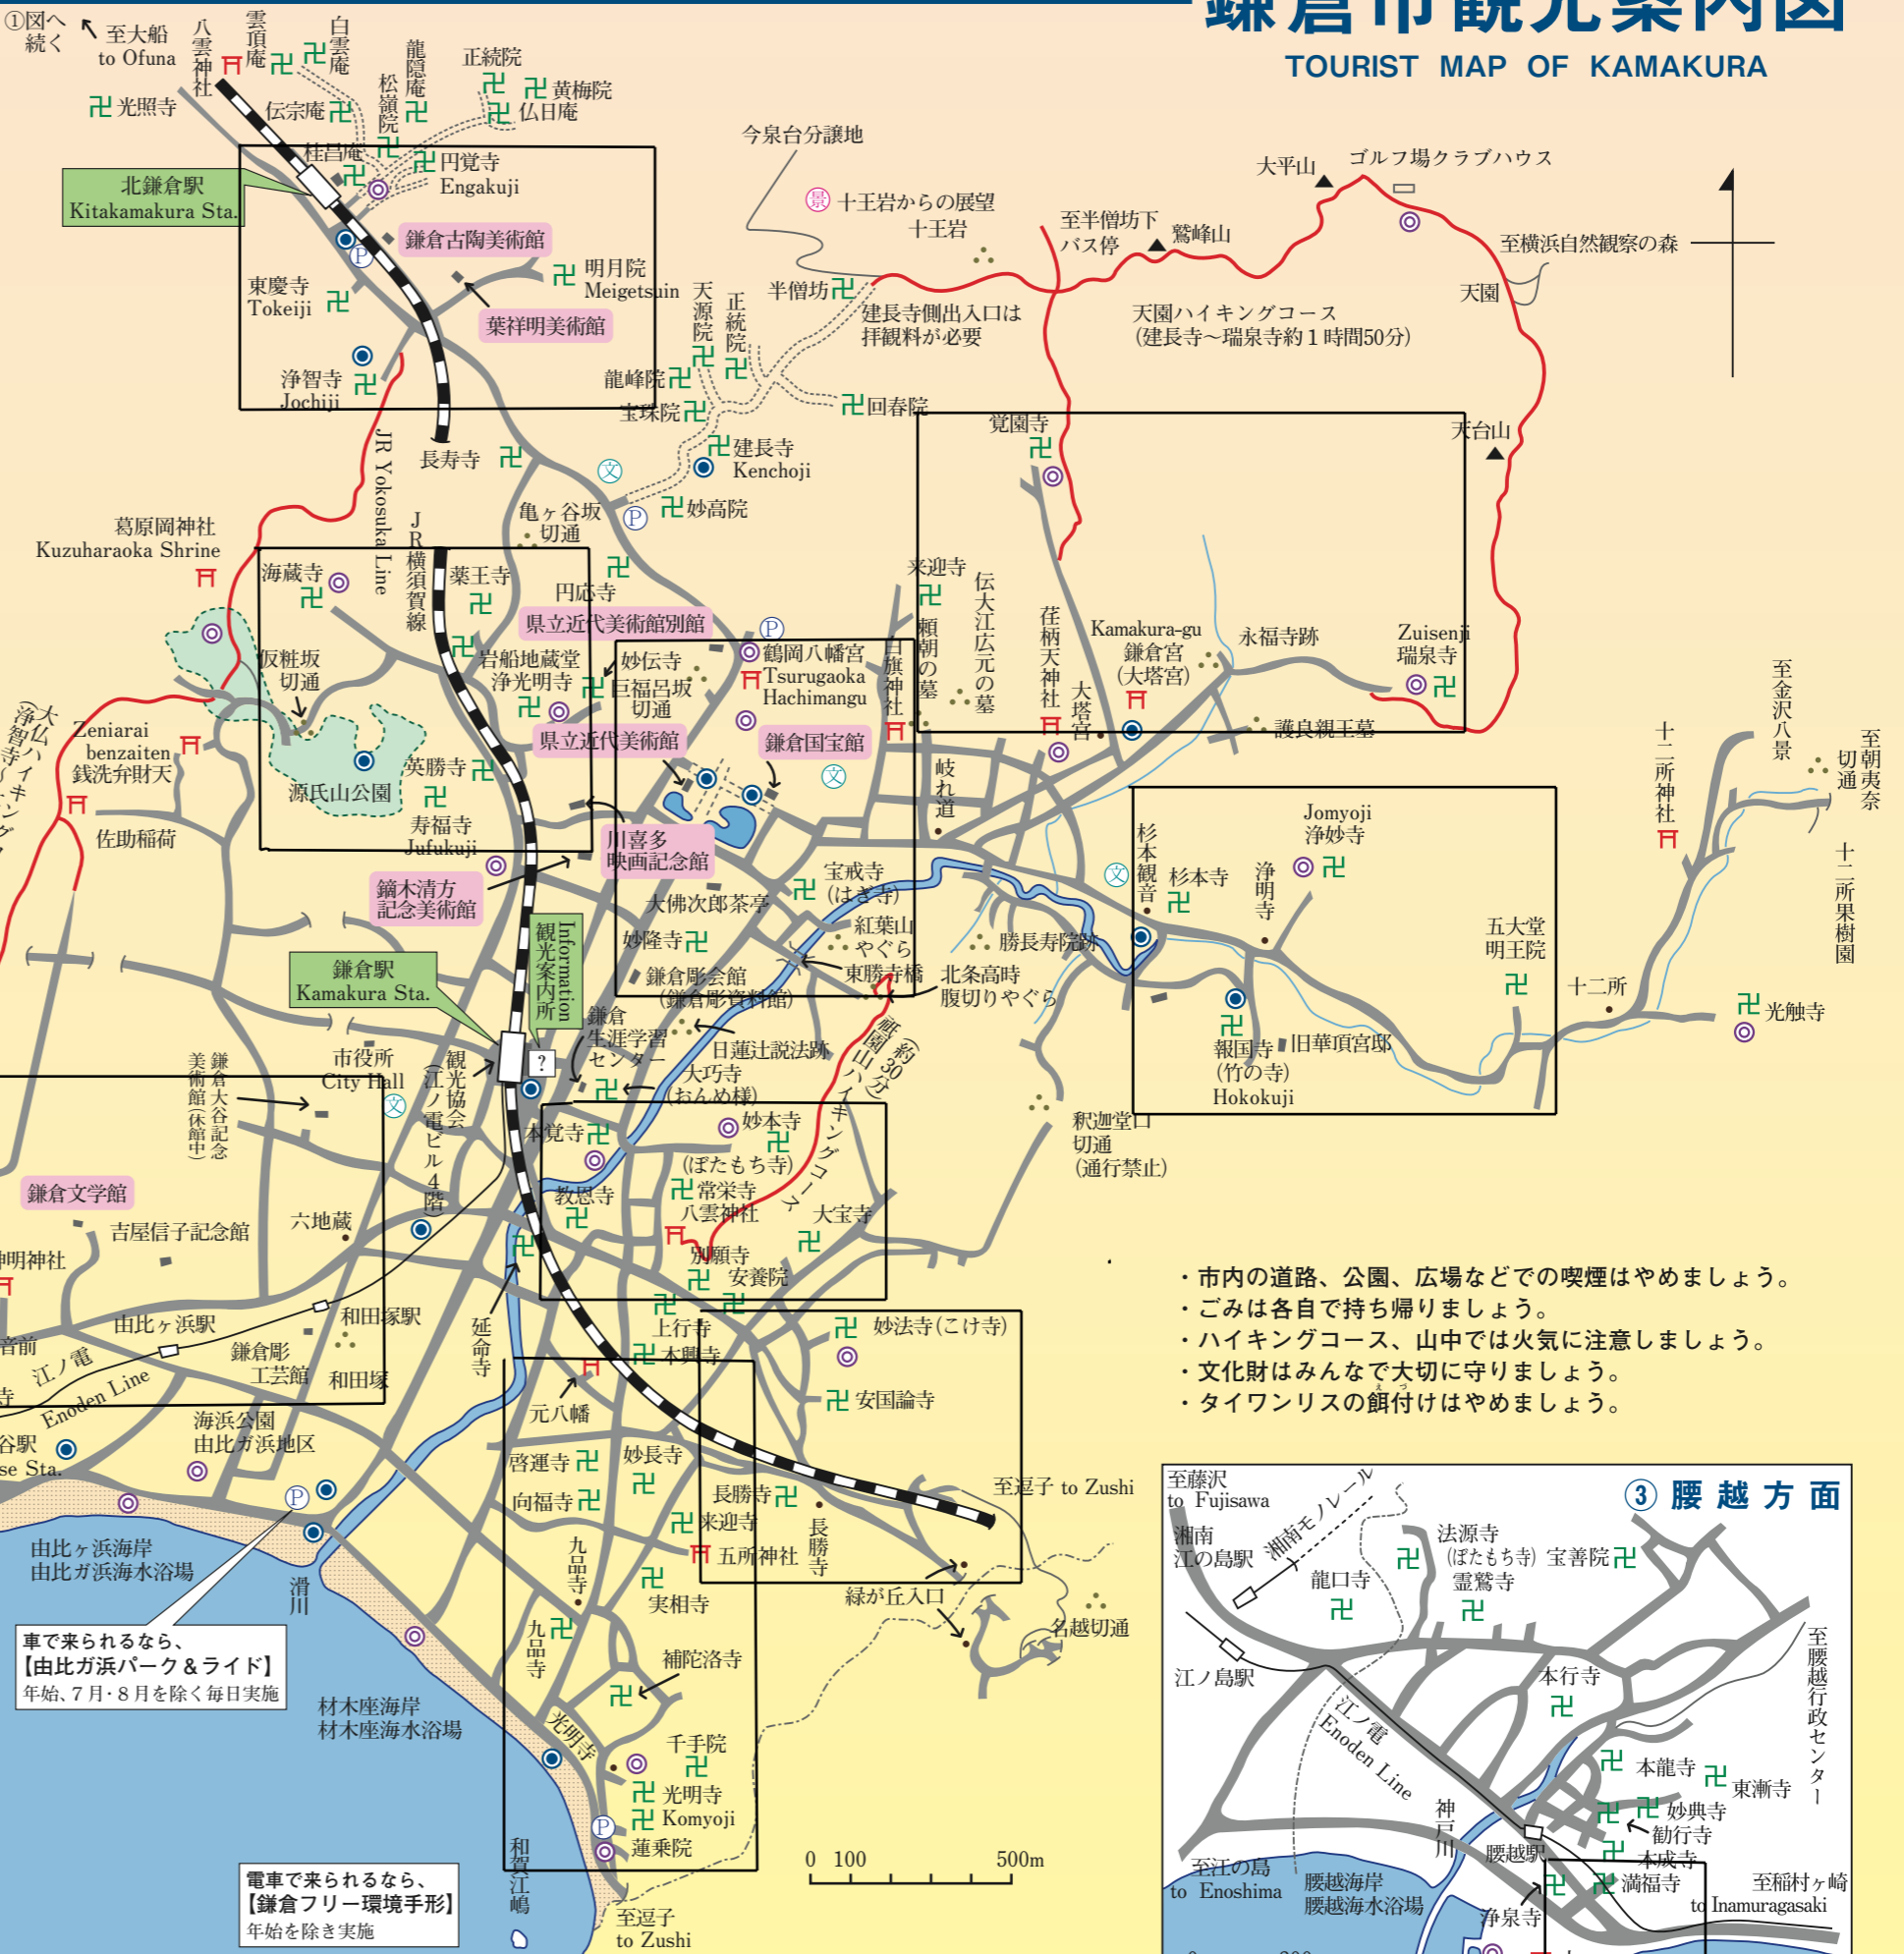 鎌倉市観光案内図
TOURIST MAP OF KAMAKURA
①図へ
続く
至大船
to Ofuna
八雲神社
雲頂庵
白雲庵
龍隠庵
松嶺院
正続院
黄梅院
仏日庵
光照寺
伝宗庵
桂昌庵
円覚寺
Engakuji
北鎌倉駅
Kitakamakura Sta.
鎌倉古陶美術館
明月院
Meigetsuin
東慶寺
Tokeiji
葉祥明美術館
浄智寺
Jochiji
今泉台分譲地
景
十王岩からの展望
十王岩
大平山
ゴルフ場クラブハウス
至半僧坊下
バス停
鷲峰山
至横浜自然観察の森
天園
半僧坊
建長寺側出入口は
拝観料が必要
天園ハイキングコース
(建長寺〜瑞泉寺約1時間50分)
天源院
正統院
龍峰院
宝珠院
回春院
建長寺
Kenchoji
長寿寺
文
妙高院
P
P
覚園寺
天台山
JR Yokosuka Line
JR横須賀線
亀ヶ谷坂
切通
葛原岡神社
Kuzuharaoka Shrine
海蔵寺
薬王寺
円応寺
県立近代美術館別館
P
来迎寺
伝大江広元の墓
頼朝の墓
白旗神社
荏柄天神社
Kamakura-gu
鎌倉宮
(大塔宮)
永福寺跡
Zuisenji
瑞泉寺
大塔宮
護良親王墓
仮粧坂
切通
岩船地蔵堂
浄光明寺
妙伝寺
巨福呂坂
切通
鶴岡八幡宮
Tsurugaoka
Hachimangu
県立近代美術館
鎌倉国宝館
文
大仏ハイキング
(浄智寺〜
Zeniarai
benzaiten
銭洗弁財天
佐助稲荷
源氏山公園
英勝寺
寿福寺
Jufukuji
川喜多
映画記念館
鏑木清方
記念美術館
岐れ道
宝戒寺
(はぎ寺)
大佛次郎茶亭
妙隆寺
紅葉山
やぐら
東勝寺橋
北条高時
腹切りやぐら
勝長寿院跡
文
杉本観音
杉本寺
浄明寺
Jomyoji
浄妙寺
五大堂
明王院
報国寺
(竹の寺)
Hokokuji
旧華頂宮邸
十二所
光触寺
十二所神社
至金沢八景
至朝夷奈
切通
十二所果樹園
鎌倉駅
Kamakura Sta.
Information
観光案内所
?
鎌倉彫会館
(鎌倉彫資料館)
鎌倉
生涯学習
センター
日蓮辻説法跡
大巧寺
(おんめ様)
祇園山ハイキングコース
(約30分)
市役所
City Hall
文
観光協会
(江ノ電ビル4階)
鎌倉大谷記念
美術館(休館中)
本覚寺
妙本寺
(ぼたもち寺)
常栄寺
八雲神社
大宝寺
教恩寺
別願寺
安養院
釈迦堂口
切通
(通行禁止)
鎌倉文学館
吉屋信子記念館
六地蔵
神明神社
由比ヶ浜駅
和田塚駅
鎌倉彫
工芸館
和田塚
音前
江ノ電
Enoden Line
寺
谷駅
se Sta.
海浜公園
由比ガ浜地区
延命寺
上行寺
本興寺
元八幡
妙法寺(こけ寺)
安国論寺
啓運寺
妙長寺
向福寺
長勝寺
来迎寺
五所神社
長勝寺
至逗子 to Zushi
九品寺
実相寺
九品寺
緑が丘入口
名越切通
補陀洛寺
光明寺
千手院
光明寺
Komyoji
蓮乗院
P
P
由比ヶ浜海岸
由比ガ浜海水浴場
滑川
車で来られるなら、
【由比ガ浜パーク&ライド】
年始、7月・8月を除く毎日実施
材木座海岸
材木座海水浴場
電車で来られるなら、
【鎌倉フリー環境手形】
年始を除き実施
和賀江嶋
至逗子
to Zushi
0 100 500m
・市内の道路、公園、広場などでの喫煙はやめましょう。
・ごみは各自で持ち帰りましょう。
・ハイキングコース、山中では火気に注意しましょう。
・文化財はみんなで大切に守りましょう。
・タイワンリスの餌付けはやめましょう。
③腰越方面
至藤沢
to Fujisawa
湘南
江の島駅
湘南モノレール
法源寺
(ぼたもち寺)
宝善院
霊鷲寺
龍口寺
江ノ島駅
本行寺
至腰越行政センター
江ノ電
Enoden Line
本龍寺
東漸寺
妙典寺
勧行寺
本成寺
満福寺
神戸川
腰越駅
至江の島
to Enoshima
腰越海岸
腰越海水浴場
浄泉寺
至稲村ヶ崎
to Inamuragasaki